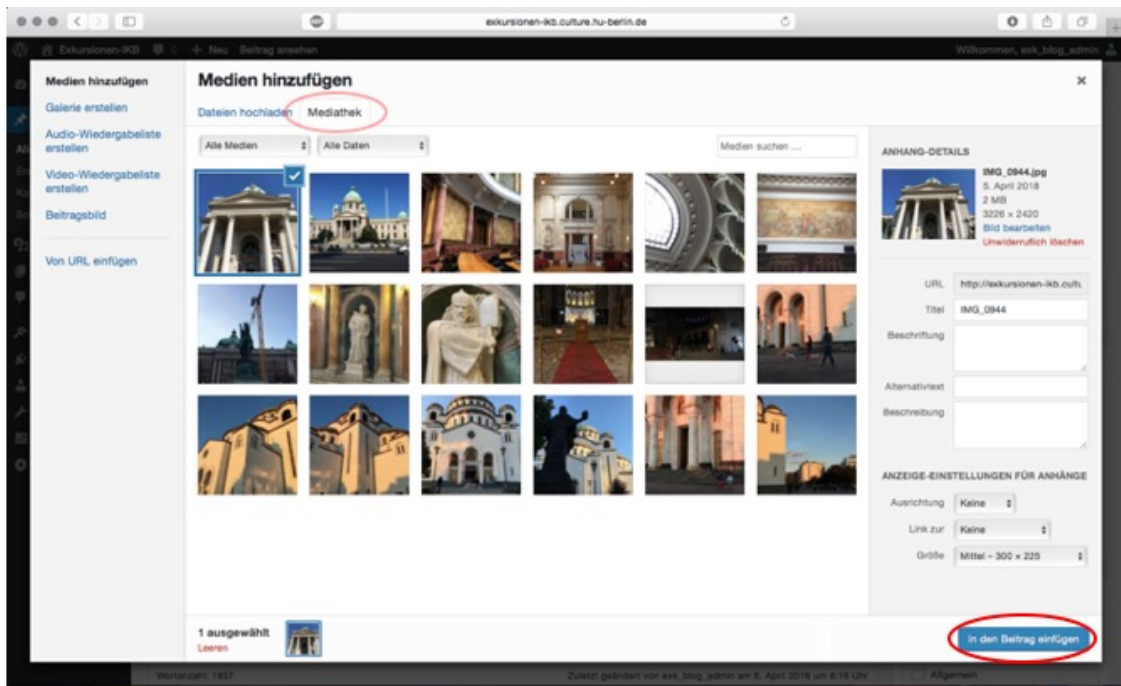 exkursionen-ikb.culture.hu-berlin.de
Exkursionen-IKB
0
+ Neu
Beitrag ansehen
Willkommen, exk_blog_admin
Medien hinzufügen
Galerie erstellen
Audio-Wiedergabeliste
erstellen
Video-Wiedergabeliste
erstellen
Beitragsbild
Von URL einfügen
Medien hinzufügen
Dateien hochladen
Mediathek
Alle Medien
Alle Daten
Medien suchen ...
ANHANG-DETAILS
IMG_0944.jpg
5. April 2018
2 MB
3226 × 2420
Bild bearbeiten
Unwiderruflich löschen
URL
http://exkursionen-ikb.cultu
Titel
IMG_0944
Beschriftung
Alternativtext
Beschreibung
ANZEIGE-EINSTELLUNGEN FÜR ANHÄNGE
Ausrichtung
Keine
Link zur
Keine
Größe
Mittel – 300 × 225
1 ausgewählt
Leeren
In den Beitrag einfügen
Wortanzahl: 1837
Zuletzt geändert von exk_blog_admin am 6. April 2018 um 8:16 Uhr
Allgemein